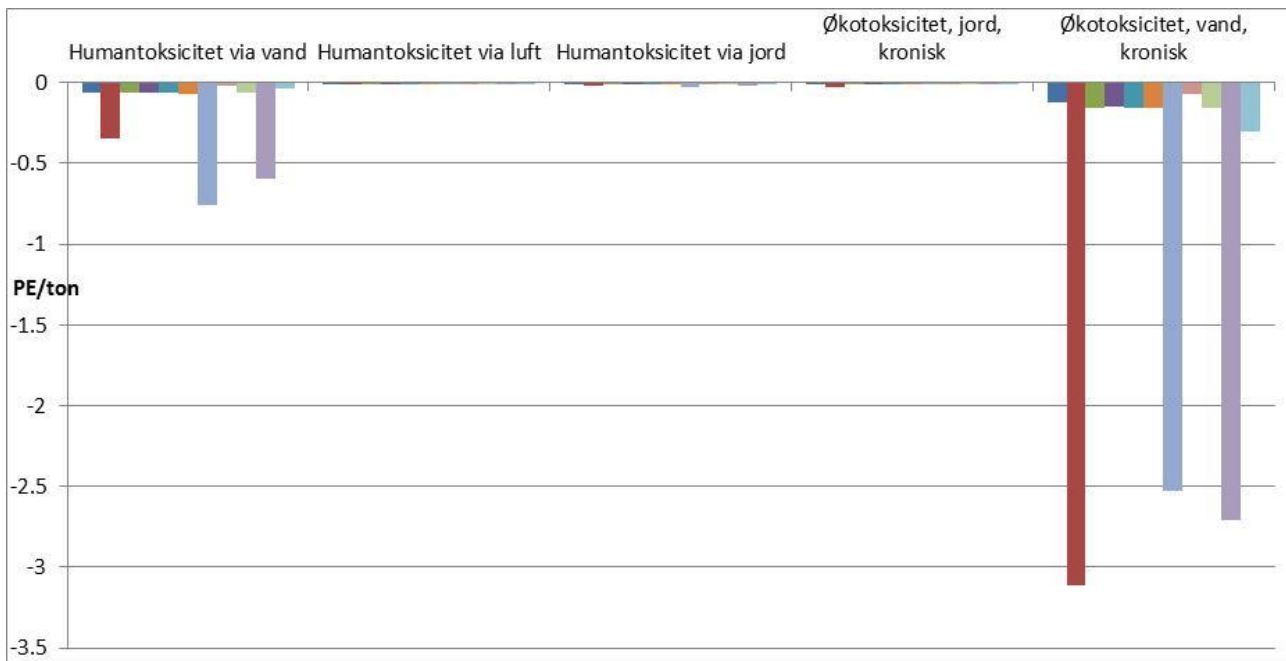 Humantoksicitet via vand
Humantoksicitet via luft
Humantoksicitet via jord
Økotoksicitet, jord,
kronisk
Økotoksicitet, vand,
kronisk
0
-0.5
-1
PE/ton
-1.5
-2
-2.5
-3
-3.5